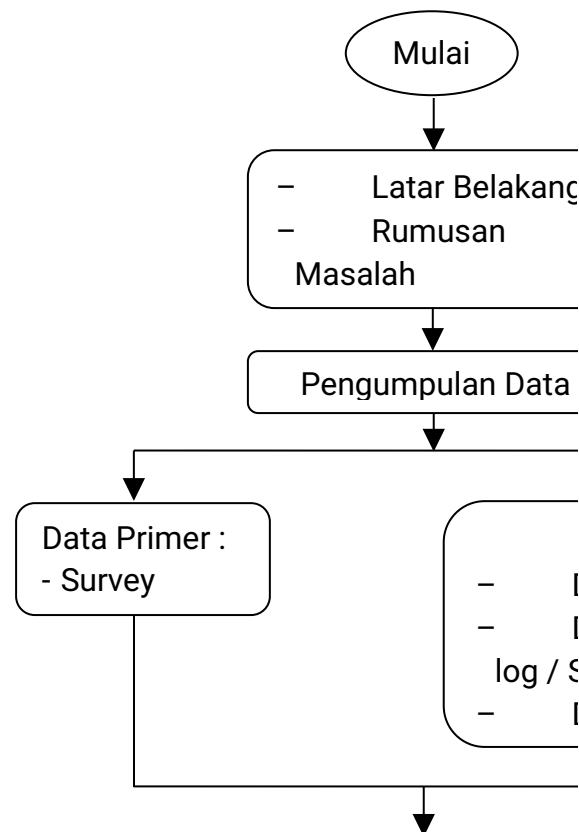 Mulai
– Latar Belakang
– Rumusan
Masalah
Pengumpulan Data
Data Primer :
- Survey
–
–
log /
–